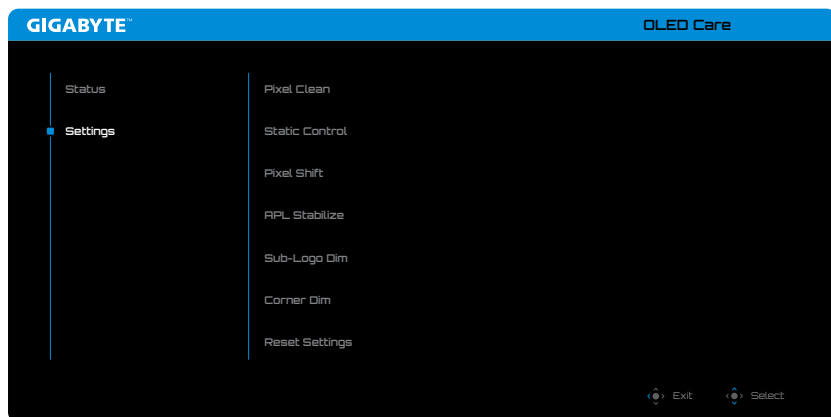 GIGABYTE™
OLED Care
Status
Settings
Pixel Clean
Static Control
Pixel Shift
APL Stabilize
Sub-Logo Dim
Corner Dim
Reset Settings
Exit
Select